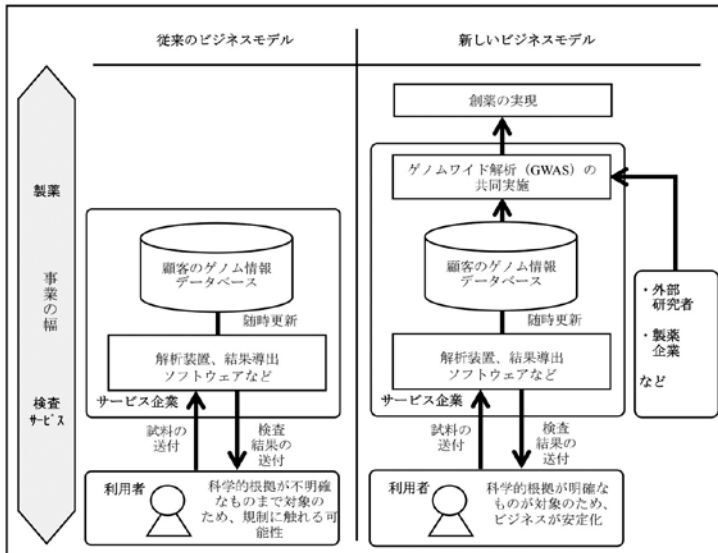 従来のビジネスモデル
新しいビジネスモデル
製薬
事業の幅
検査
サービス
顧客のゲノム情報
データベース
随時更新
解析装置、結果導出
ソフトウェアなど
サービス企業
試料の
送付
検査
結果の
送付
利用者
科学的根拠が不明確
なものまで対象の
ため、規制に触れる可
能性
創薬の実現
ゲノムワイド解析（GWAS）の
共同実施
顧客のゲノム情報
データベース
随時更新
解析装置、結果導出
ソフトウェアなど
サービス企業
試料の
送付
検査
結果の
送付
利用者
科学的根拠が明確な
ものが対象のため、
ビジネスが安定化
・外部
研究者
・製薬
企業
など